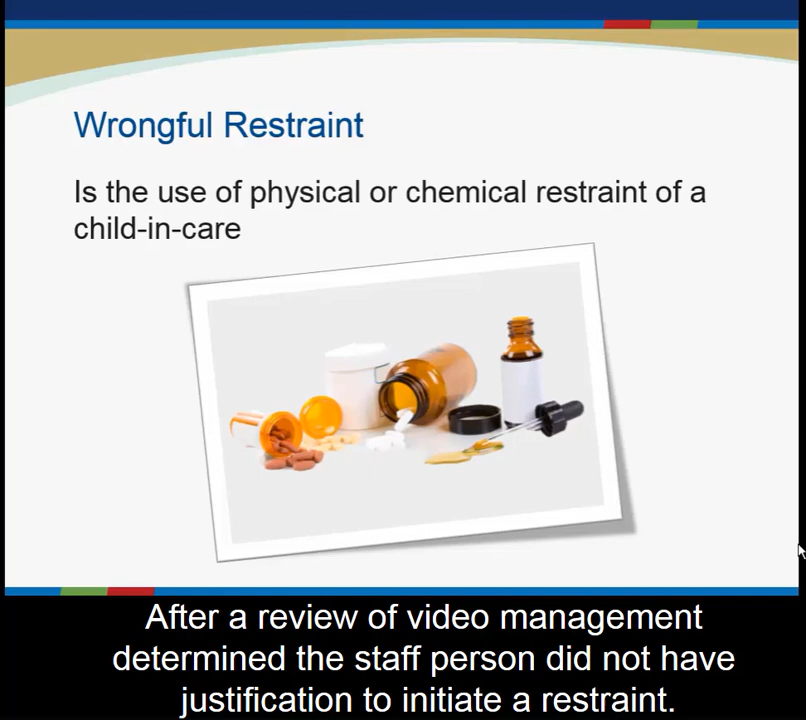 Wrongful Restraint
Is the use of physical or chemical restraint of a
child-in-care
After a review of video management
determined the staff person did not have
justification to initiate a restraint.